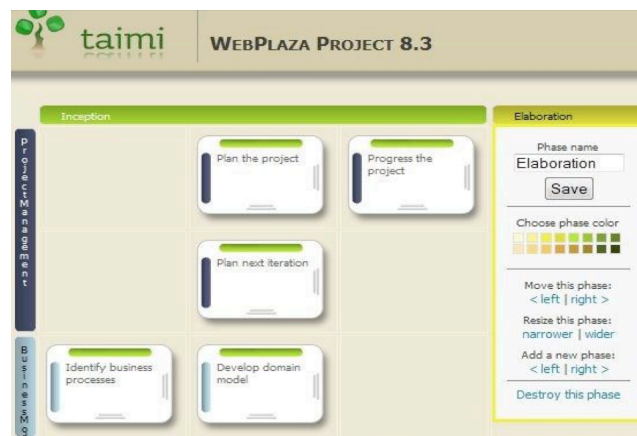 taimi
WEBPLAZA PROJECT 8.3
Inception
Elaboration
ProjectManagement
Plan the project
Progress the
project
Plan next iteration
Identify business
processes
Develop domain
model
Phase name
Elaboration
Save
Choose phase color
Move this phase:
< left | right >
Resize this phase:
narrower | wider
Add a new phase:
< left | right >
Destroy this phase